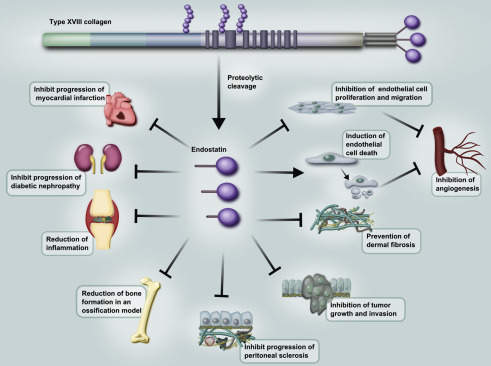 Type XVIII collagen
Proteolytic
cleavage
Inhibit progression of
myocardial infarction
Inhibition of endothelial cell
proliferation and migration
Endostatin
Induction of
endothelial
cell death
Inhibit progression of
diabetic nephropathy
Inhibition of
angiogenesis
Reduction of
inflammation
Prevention of
dermal fibrosis
Reduction of bone
formation in an
ossification model
Inhibition of tumor
growth and invasion
Inhibit progression of
peritoneal sclerosis